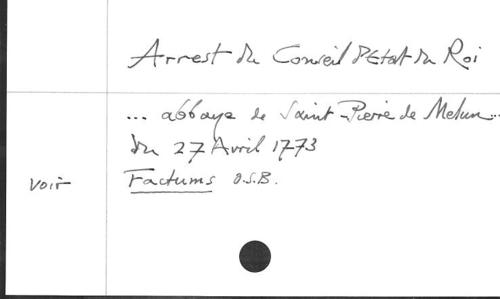 Arrest du Conseil d'Etat du Roi
... abbaye de Saint-Pierre de Melun...
du 27 Avril 1773
voir Factums O.S.B.